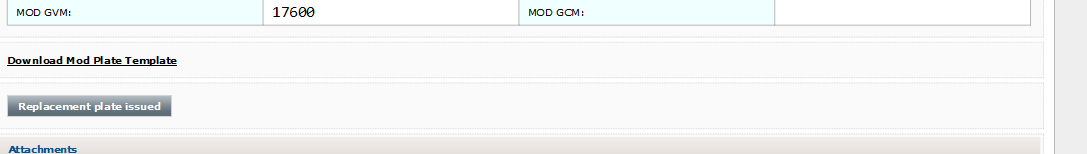 MOD GVM: 17600 MOD GCM:
Download Mod Plate Template
Replacement plate issued
Attachments